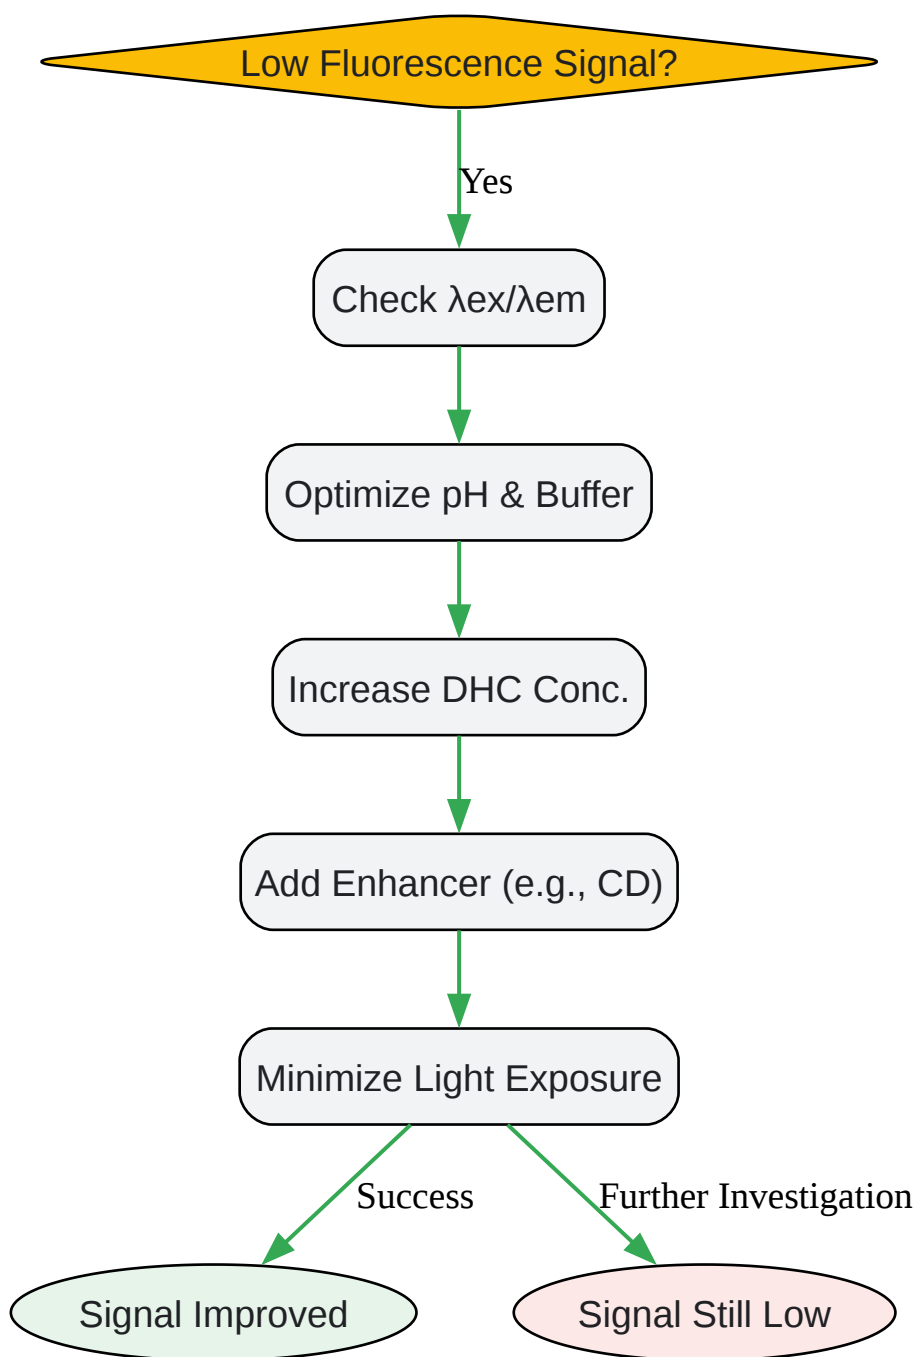 Low Fluorescence Signal?
Yes
Check λex/λem
Optimize pH & Buffer
Increase DHC Conc.
Add Enhancer (e.g., CD)
Minimize Light Exposure
Success
Further Investigation
Signal Improved
Signal Still Low